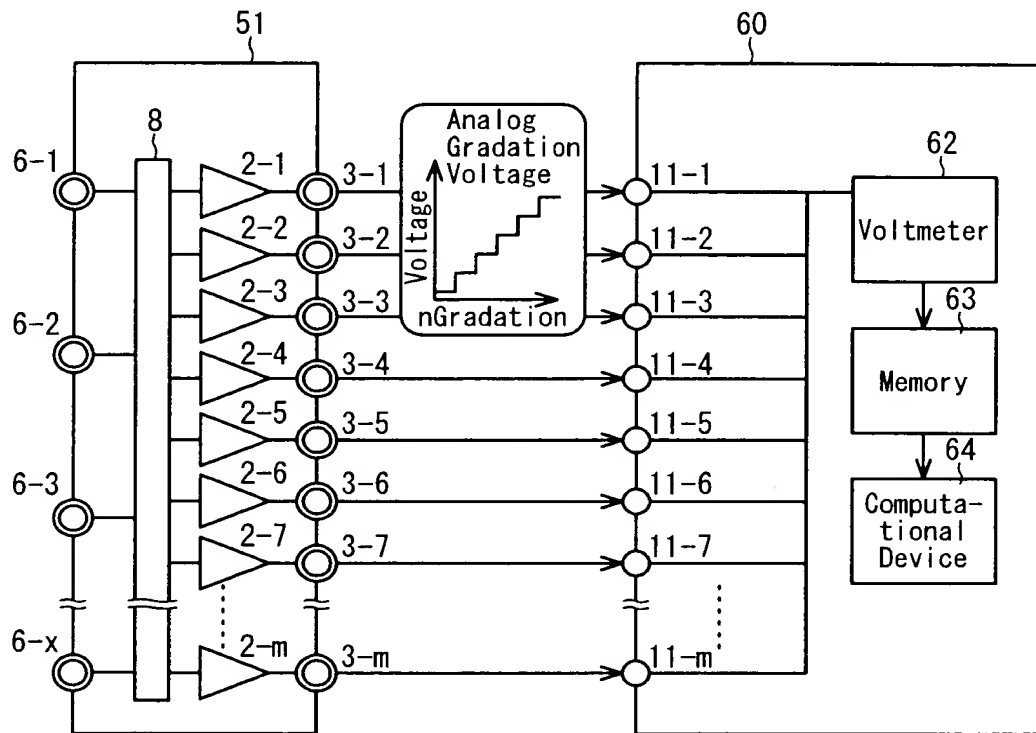 51
60
8
6-1
2-1
3-1
Analog
Gradation
Voltage
Voltage
nGradation
11-1
62
Voltmeter
2-2
3-2
11-2
2-3
3-3
11-3
63
6-2
2-4
3-4
11-4
Memory
2-5
3-5
11-5
64
6-3
2-6
3-6
11-6
Computa-
tional
Device
2-7
3-7
11-7
6-x
2-m
3-m
11-m